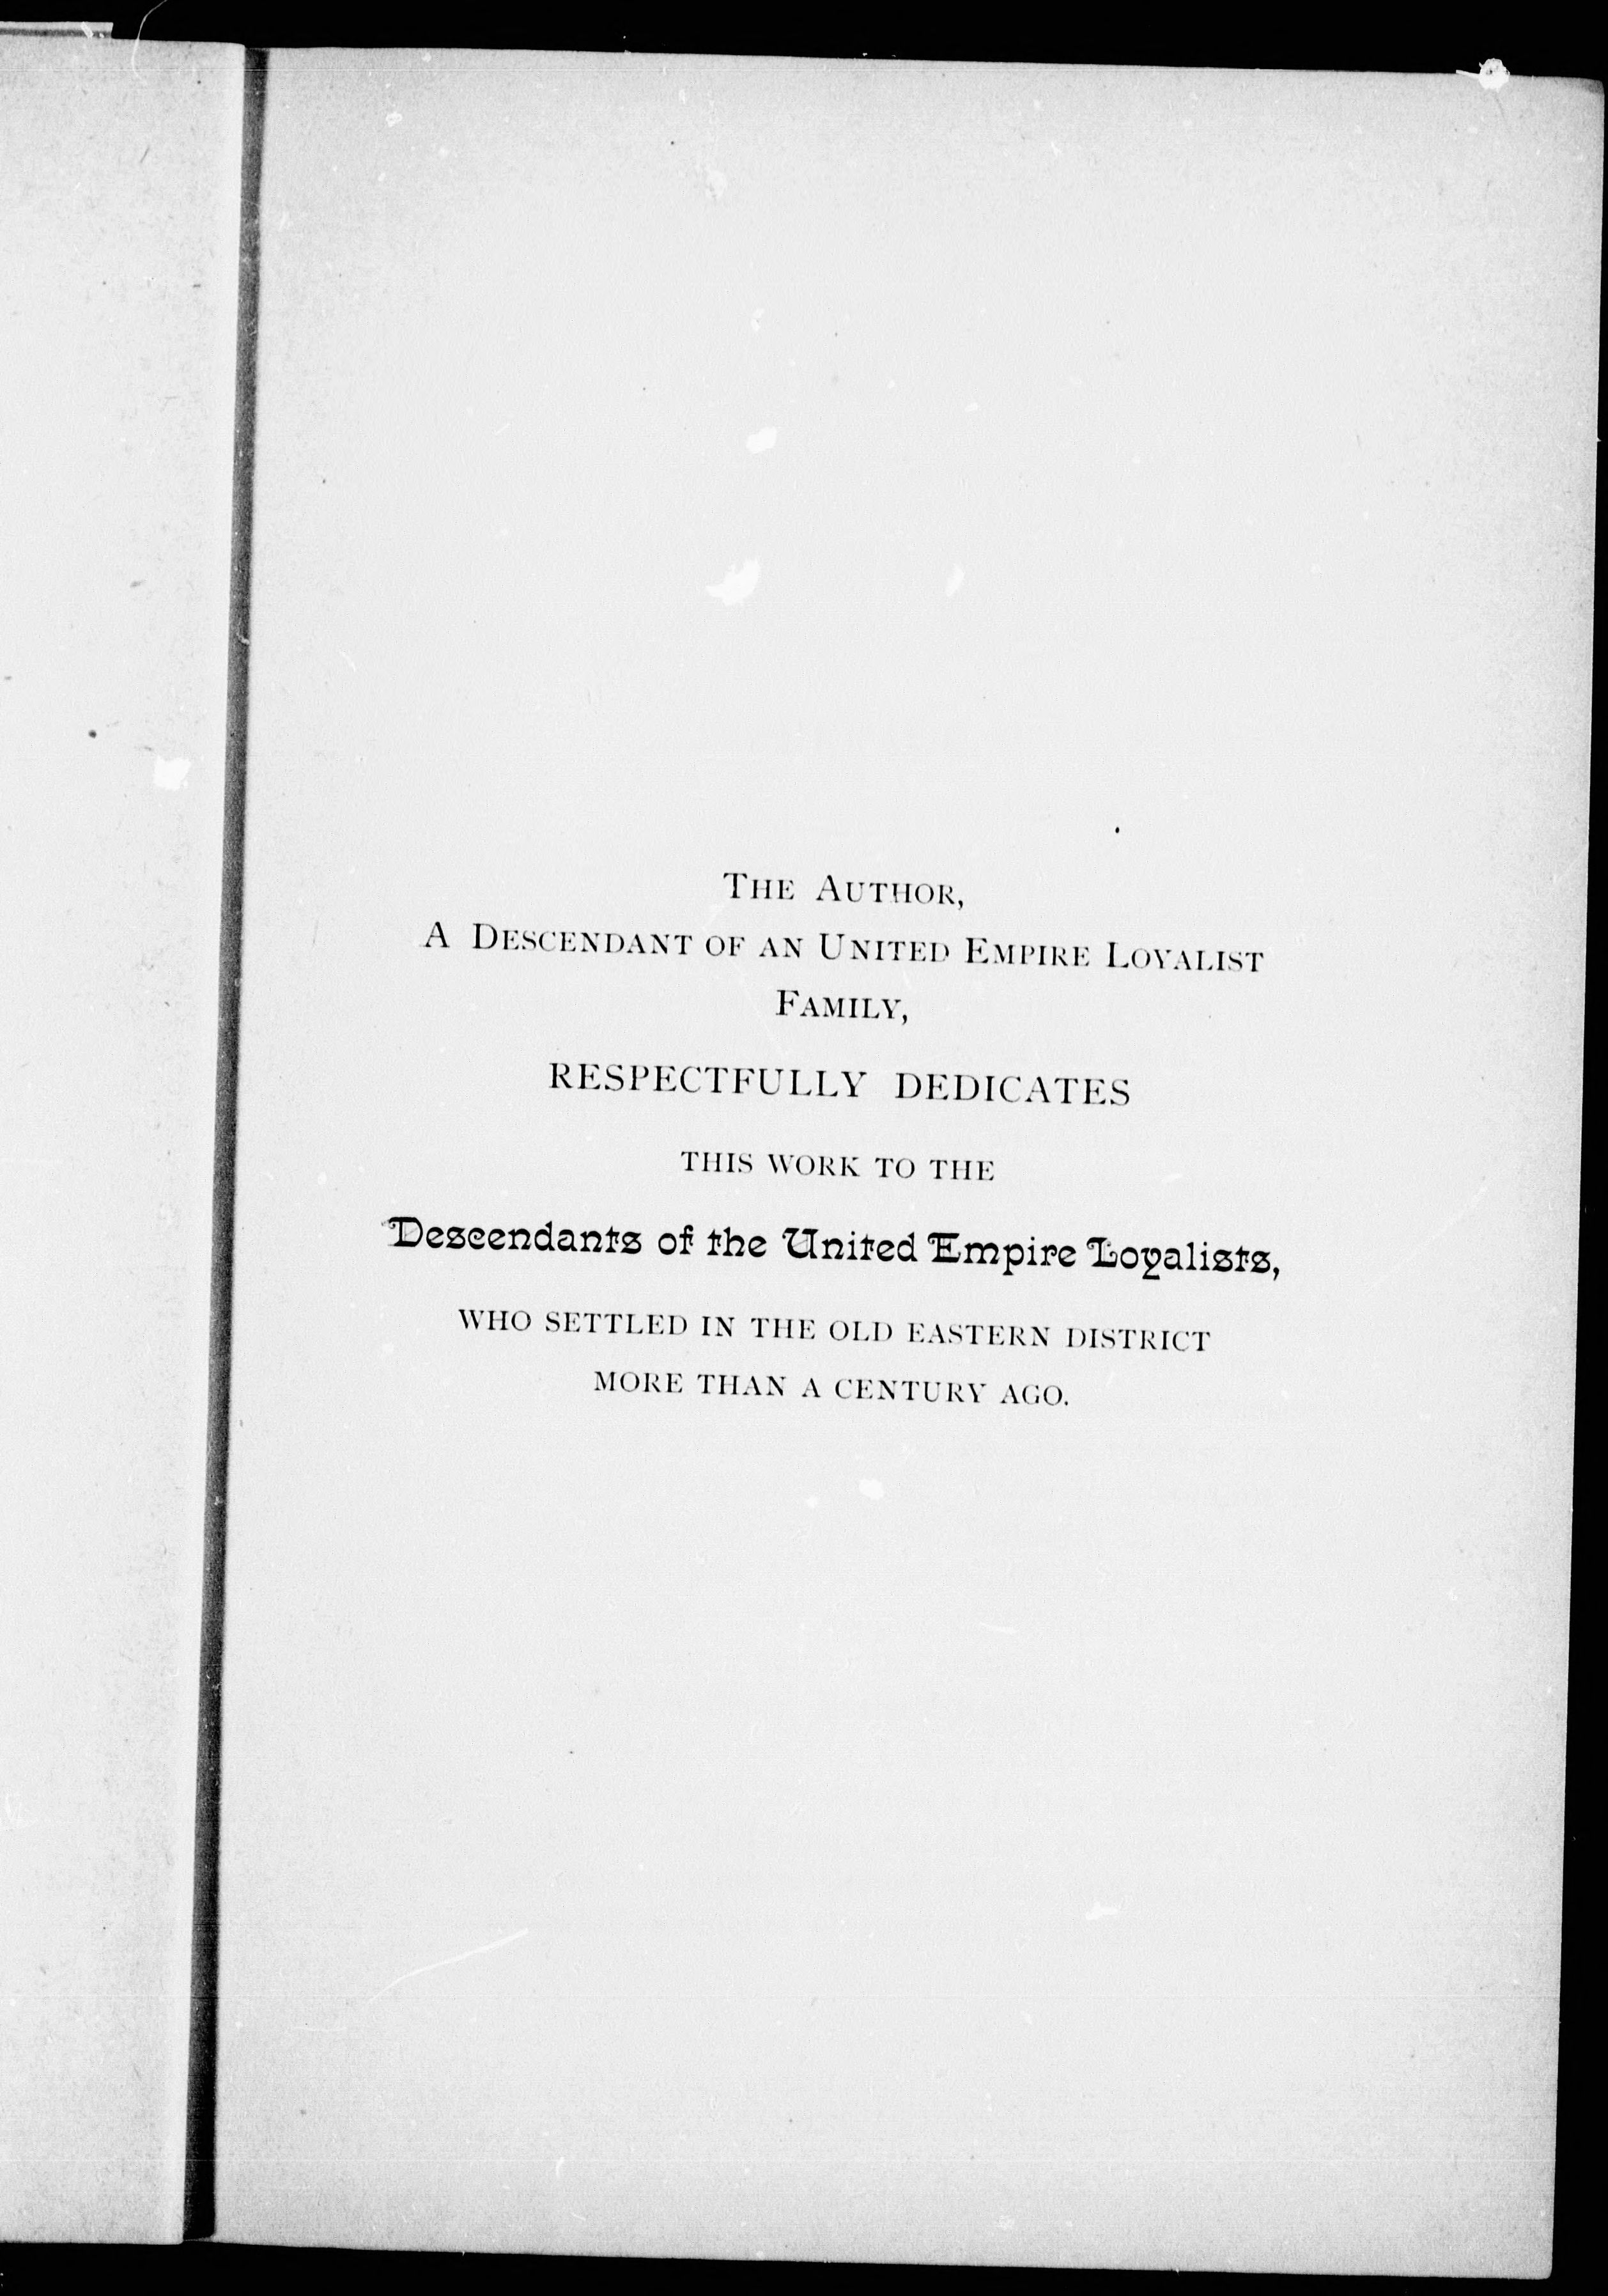 The Author,
A Descendant of an United Empire Loyalist
Family,
RESPECTFULLY DEDICATES
THIS WORK TO THE
Descendants of the United Empire Loyalists,
WHO SETTLED IN THE OLD EASTERN DISTRICT
MORE THAN A CENTURY AGO.